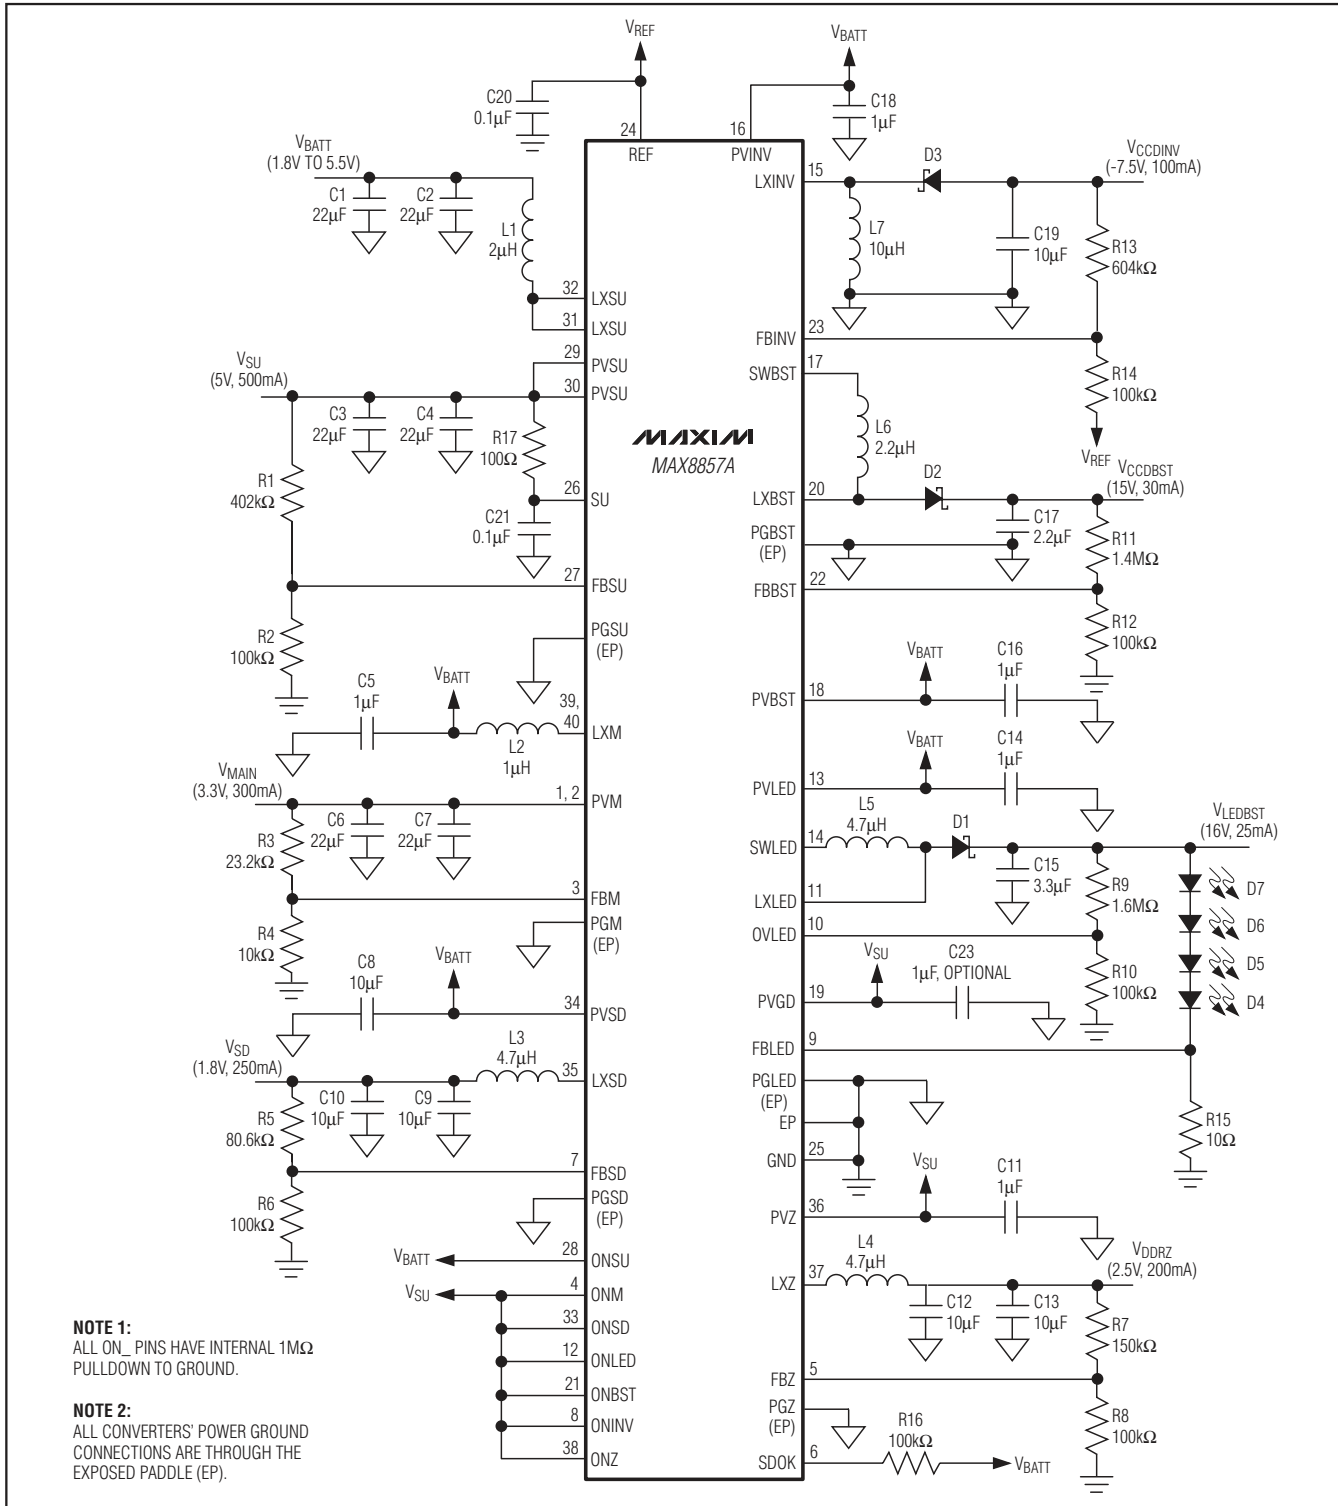 VREF
VBATT
C20
0.1µF
C18
1µF
24
16
REF
PVINV
VBATT
(1.8V TO 5.5V)
C1
22µF
C2
22µF
L1
2µH
32
LXSU
31
LXSU
29
PVSU
30
PVSU
VSU
(5V, 500mA)
C3
22µF
C4
22µF
R17
100Ω
R1
402kΩ
26
SU
C21
0.1µF
27
FBSU
R2
100kΩ
PGSU
(EP)
C5
1µF
VBATT
39,
40
LXM
L2
1µH
VMAIN
(3.3V, 300mA)
1, 2
PVM
R3
23.2kΩ
C6
22µF
C7
22µF
3
FBM
PGM
(EP)
R4
10kΩ
C8
10µF
VBATT
34
PVSD
VSD
(1.8V, 250mA)
L3
4.7µH
35
LXSD
R5
80.6kΩ
C10
10µF
C9
10µF
7
FBSD
PGSD
(EP)
R6
100kΩ
VBATT
28
ONSU
VSU
4
ONM
33
ONSD
12
ONLED
21
ONBST
8
ONINV
38
ONZ
NOTE 1:
ALL ON_ PINS HAVE INTERNAL 1MΩ
PULLDOWN TO GROUND.
NOTE 2:
ALL CONVERTERS' POWER GROUND
CONNECTIONS ARE THROUGH THE
EXPOSED PADDLE (EP).
MAXIM
MAX8857A
LXINV
15
D3
VCCDINV
(-7.5V, 100mA)
L7
10µH
C19
10µF
R13
604kΩ
FBINV
23
SWBST
17
R14
100kΩ
VREF
L6
2.2µH
D2
VCCDBST
(15V, 30mA)
LXBST
20
PGBST
(EP)
C17
2.2µF
R11
1.4MΩ
FBBST
22
R12
100kΩ
VBATT
C16
1µF
PVBST
18
VBATT
C14
1µF
PVLED
13
L5
4.7µH
D1
VLEDBST
(16V, 25mA)
SWLED
14
C15
3.3µF
R9
1.6MΩ
D7
D6
D5
D4
LXLED
11
OVLED
10
VSU
C23
1µF, OPTIONAL
R10
100kΩ
PVGD
19
FBLED
9
PGLED
(EP)
EP
GND
25
R15
10Ω
VSU
C11
1µF
PVZ
36
L4
4.7µH
VDDRZ
(2.5V, 200mA)
LXZ
37
C12
10µF
C13
10µF
R7
150kΩ
FBZ
5
PGZ
(EP)
R8
100kΩ
R16
100kΩ
SDOK
6
VBATT